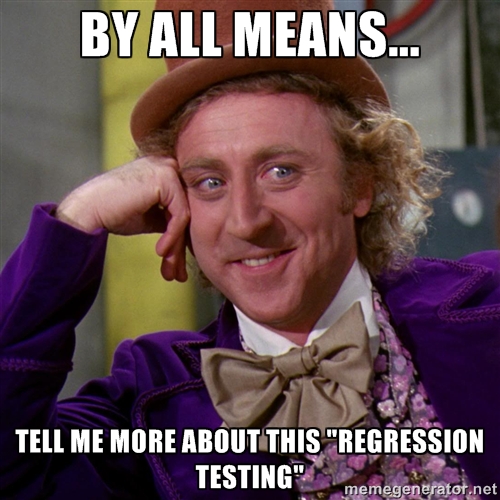 BY ALL MEANS...
TELL ME MORE ABOUT THIS "REGRESSION
TESTING"
memegenerator.net